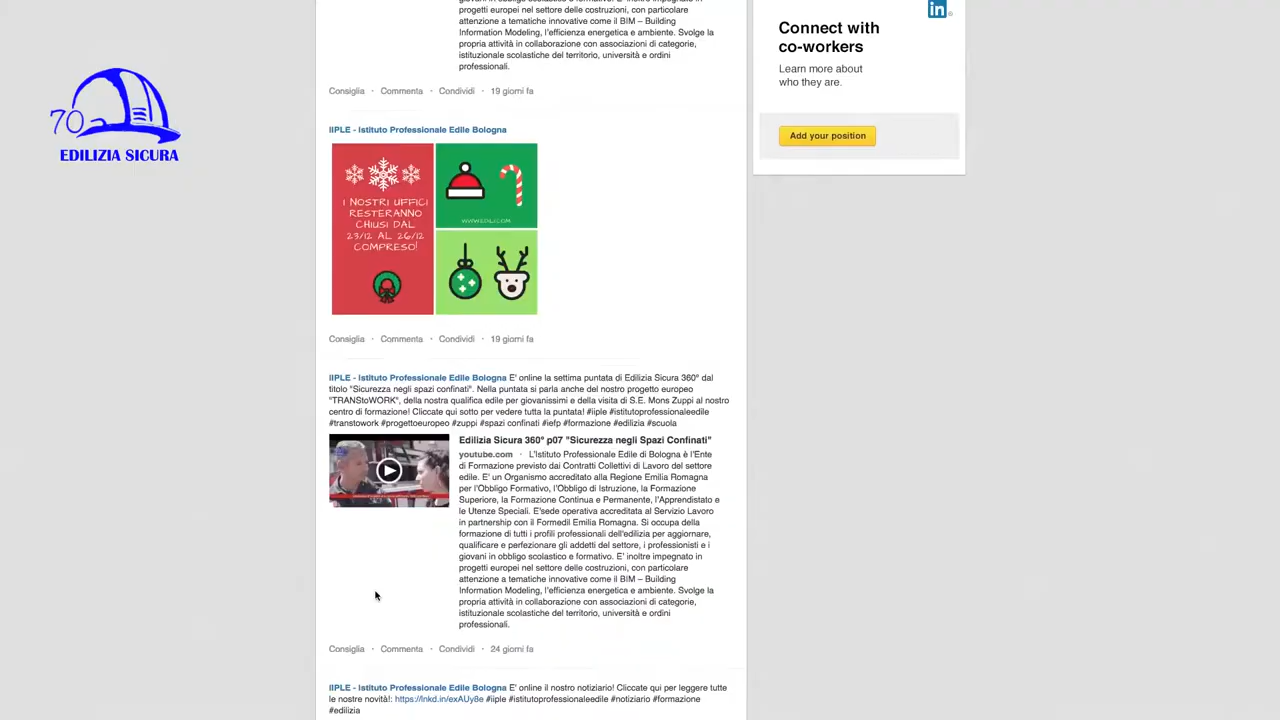 giovani in obbligo scolastico e formativo. E' inoltre impegnato in
progetti europei nel settore delle costruzioni, con particolare
attenzione a tematiche innovative come il BIM – Building
Information Modeling, l'efficienza energetica e ambiente. Svolge la
propria attività in collaborazione con associazioni di categorie,
istituzionale scolastiche del territorio, università e ordini
professionali.
Consiglia · Commenta · Condividi · 19 giorni fa
in
Connect with
co-workers
Learn more about
who they are.
Add your position
70
EDILIZIA SICURA
IIPLE - Istituto Professionale Edile Bologna
I NOSTRI UFFICI
RESTERANNO
CHIUSI DAL
23/12 AL 26/12
COMPRESO!
WWW.EDILI.COM
Consiglia · Commenta · Condividi · 19 giorni fa
IIPLE - Istituto Professionale Edile Bologna E' online la settima puntata di Edilizia Sicura 360° dal
titolo "Sicurezza negli spazi confinati". Nella puntata si parla anche del nostro progetto europeo
"TRANStoWORK", della nostra qualifica edile per giovanissimi e della visita di S.E. Mons Zuppi al nostro
centro di formazione! Cliccate qui sotto per vedere tutta la puntata! #iiple #istitutoprofessionaleedile
#transtowork #progettoeuropeo #zuppi #spazi confinati #iefp #formazione #edilizia #scuola
Edilizia Sicura 360° p07 "Sicurezza negli Spazi Confinati"
youtube.com · L'Istituto Professionale Edile di Bologna è l'Ente
di Formazione previsto dai Contratti Collettivi di Lavoro del settore
edile. E' un Organismo accreditato alla Regione Emilia Romagna
per l'Obbligo Formativo, l'Obbligo di Istruzione, la Formazione
Superiore, la Formazione Continua e Permanente, l'Apprendistato e
le Utenze Speciali. E'sede operativa accreditata al Servizio Lavoro
in partnership con il Formedil Emilia Romagna. Si occupa della
formazione di tutti i profili professionali dell'edilizia per aggiornare,
qualificare e perfezionare gli addetti del settore, i professionisti e i
giovani in obbligo scolastico e formativo. E' inoltre impegnato in
progetti europei nel settore delle costruzioni, con particolare
attenzione a tematiche innovative come il BIM – Building
Information Modeling, l'efficienza energetica e ambiente. Svolge la
propria attività in collaborazione con associazioni di categorie,
istituzionale scolastiche del territorio, università e ordini
professionali.
Consiglia · Commenta · Condividi · 24 giorni fa
IIPLE - Istituto Professionale Edile Bologna E' online il nostro notiziario! Cliccate qui per leggere tutte
le nostre novità!: https://lnkd.in/exAUy8e #iiple #istitutoprofessionaleedile #notiziario #formazione
#edilizia